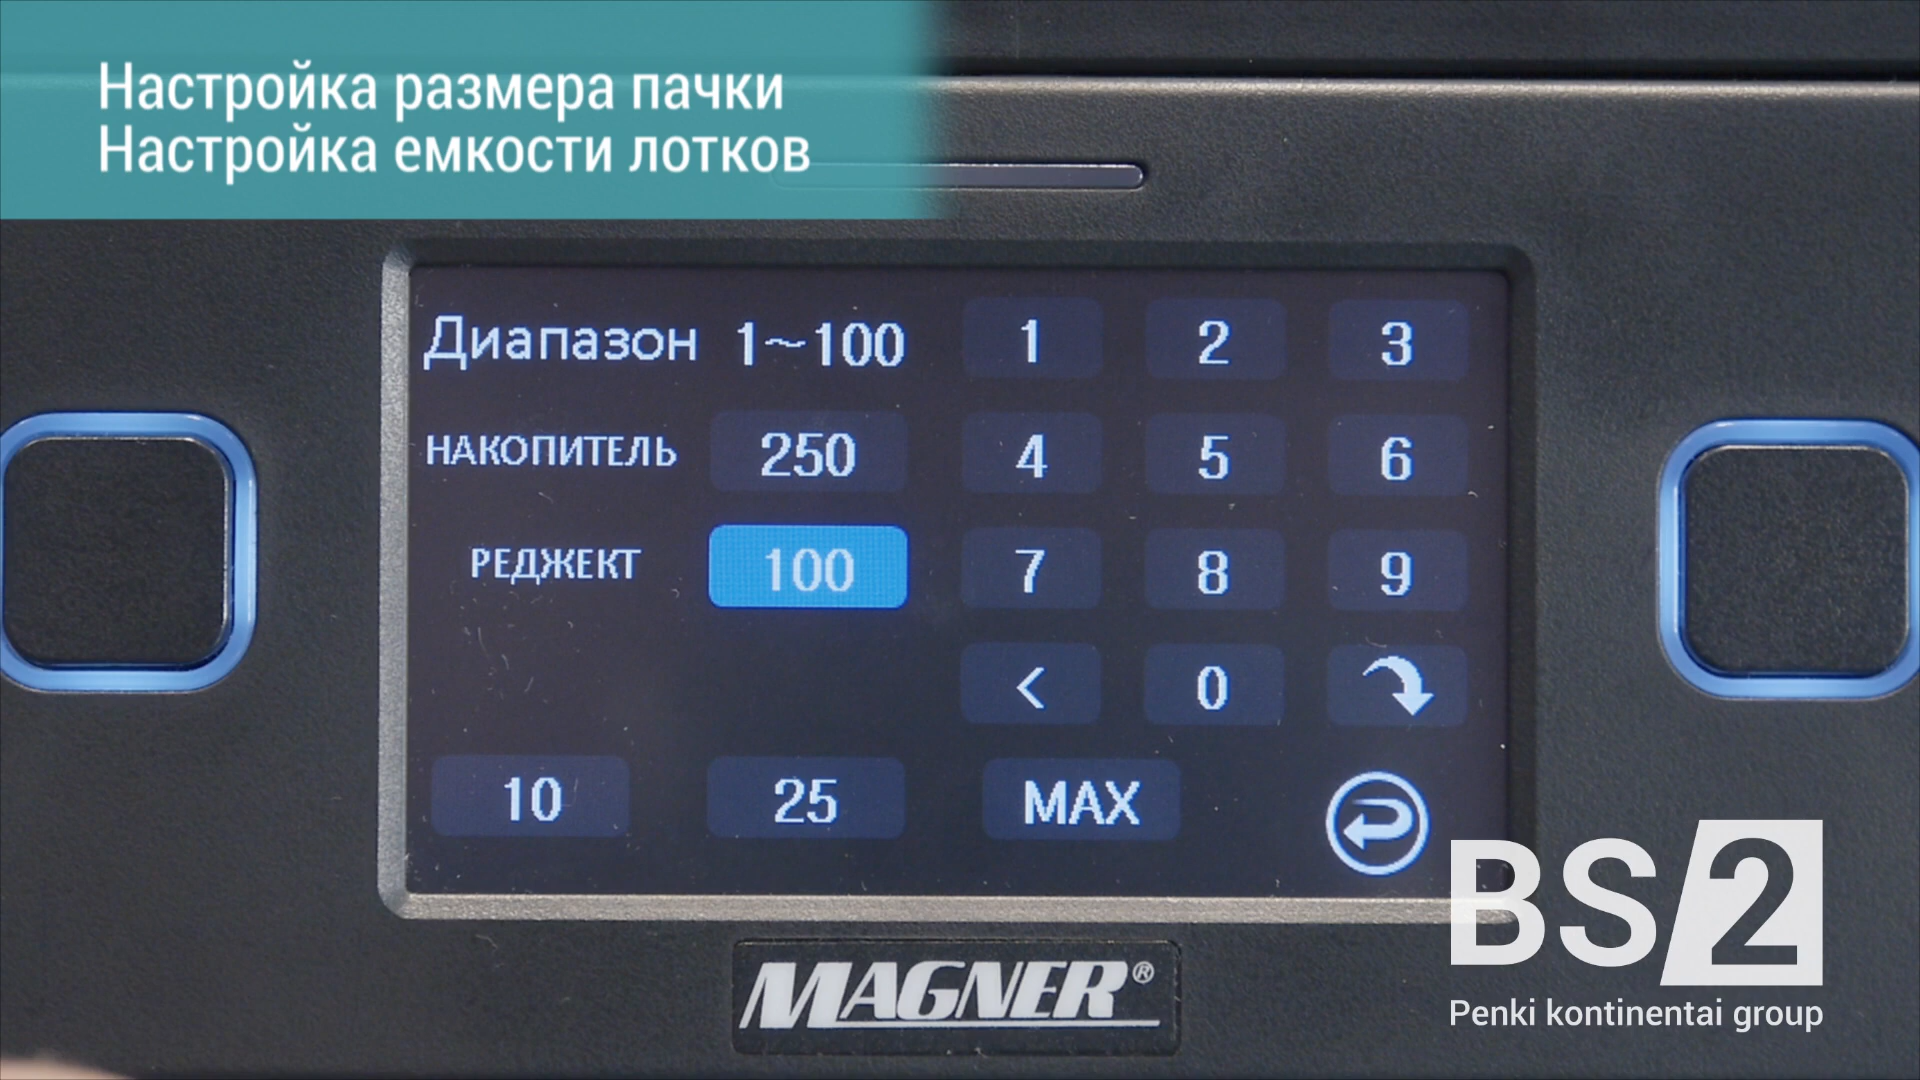 Настройка размера пачки
Настройка емкости лотков
Диапазон 1~100 1 2 3
НАКОПИТЕЛЬ 250 4 5 6
РЕДЖЕКТ 100 7 8 9
< 0
10 25 MAX
MAGNER®
BS2
Penki kontinentai group